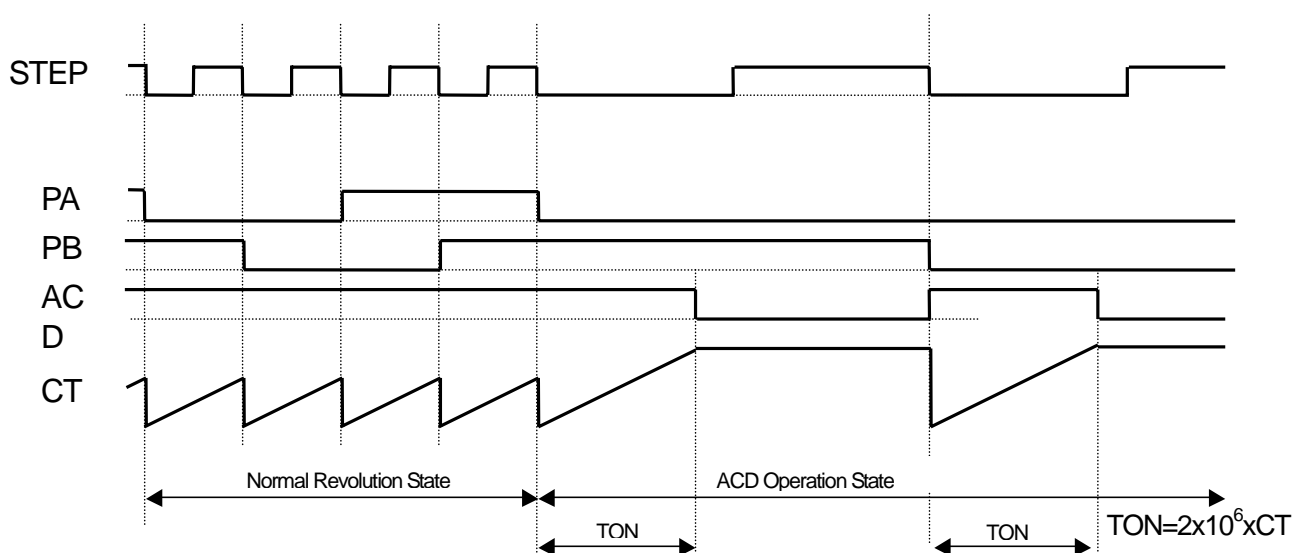 STEP
PA
PB
AC
D
CT
Normal Revolution State
ACD Operation State
TON
TON
TON=2x10⁶xCT